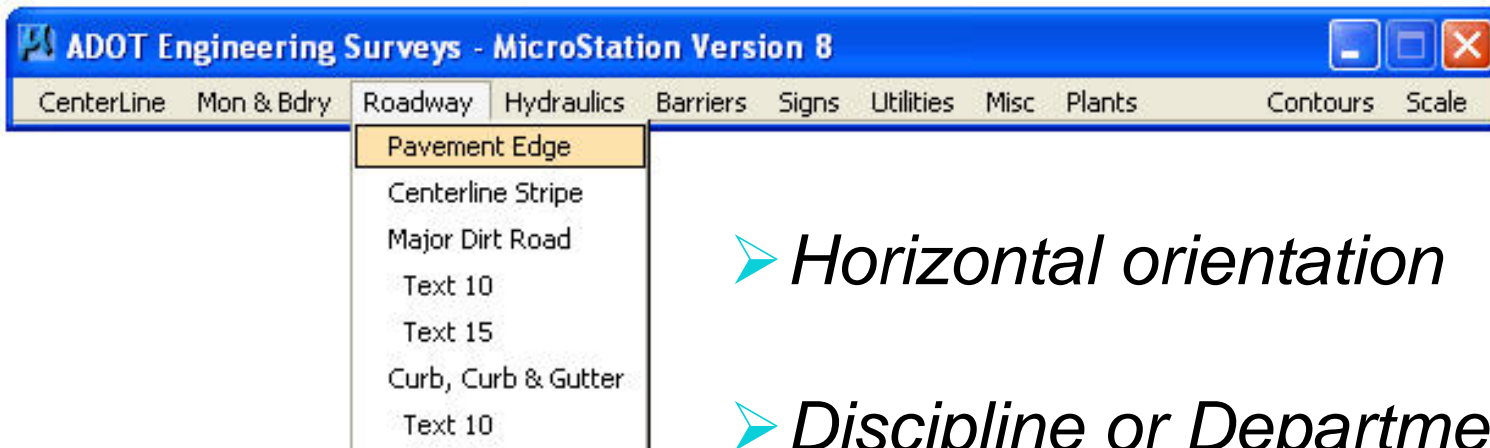 ADOT Engineering Surveys - MicroStation Version 8
CenterLine Mon & Bdry Roadway Hydraulics Barriers Signs Utilities Misc Plants Contours Scale
Pavement Edge
Centerline Stripe
Major Dirt Road
Text 10
Text 15
Curb, Curb & Gutter
Text 10
Horizontal orientation
Discipline or Departme